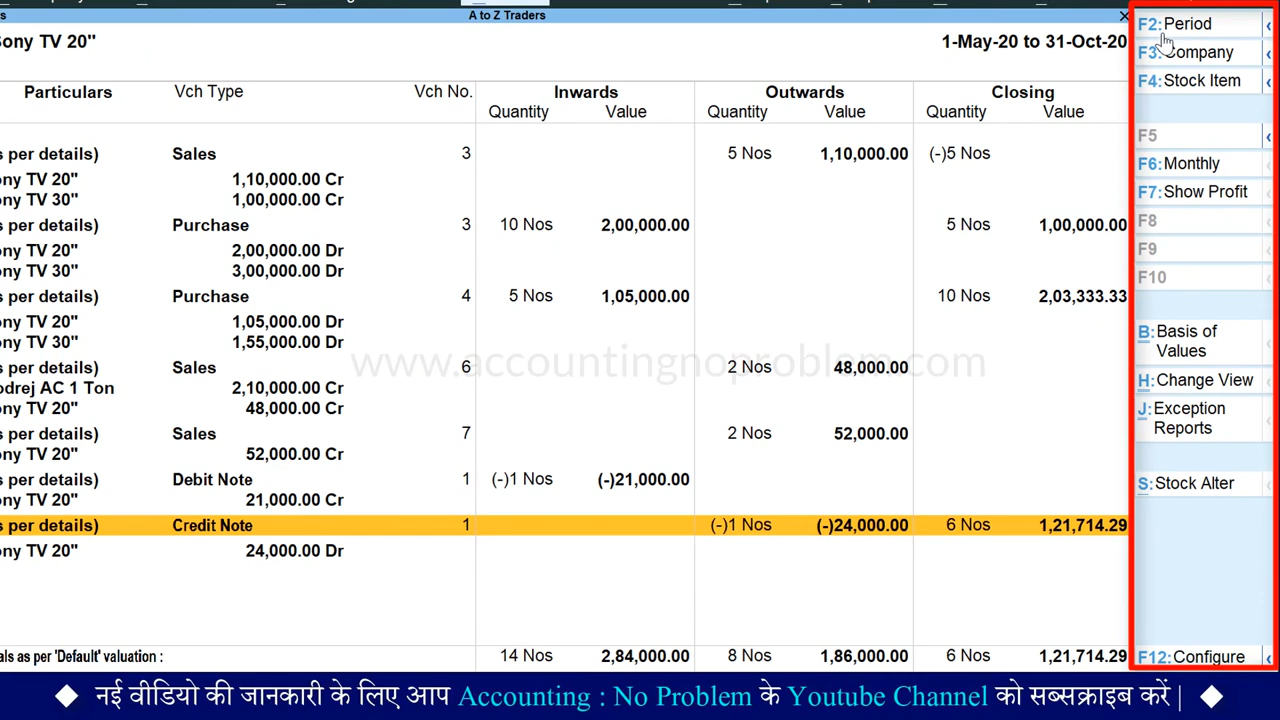 A to Z Traders
F2: Period
Sony TV 20" 1-May-20 to 31-Oct-20
F3: Company
F4: Stock Item
Particulars Vch Type Vch No. Inwards Outwards Closing
Quantity Value Quantity Value Quantity Value
F5
s per details) Sales 3 5 Nos 1,10,000.00 (-)5 Nos
F6: Monthly
ony TV 20" 1,10,000.00 Cr
F7: Show Profit
ony TV 30" 1,00,000.00 Cr
s per details) Purchase 3 10 Nos 2,00,000.00 5 Nos 1,00,000.00
F8
ony TV 20" 2,00,000.00 Dr
F9
ony TV 30" 3,00,000.00 Dr
F10
s per details) Purchase 4 5 Nos 1,05,000.00 10 Nos 2,03,333.33
ony TV 20" 1,05,000.00 Dr
ony TV 30" 1,55,000.00 Dr
B: Basis of
Values
www.accountingnoproblem.com
s per details) Sales 6 2 Nos 48,000.00
odrej AC 1 Ton 2,10,000.00 Cr
H: Change View
ony TV 20" 48,000.00 Cr
J: Exception
Reports
s per details) Sales 7 2 Nos 52,000.00
ony TV 20" 52,000.00 Cr
s per details) Debit Note 1 (-)1 Nos (-)21,000.00
S: Stock Alter
ony TV 20" 21,000.00 Cr
s per details) Credit Note 1 (-)1 Nos (-)24,000.00 6 Nos 1,21,714.29
ony TV 20" 24,000.00 Dr
als as per 'Default' valuation : 14 Nos 2,84,000.00 8 Nos 1,86,000.00 6 Nos 1,21,714.29
F12: Configure
नई वीडियो की जानकारी के लिए आप Accounting : No Problem के Youtube Channel को सब्सक्राइब करें |